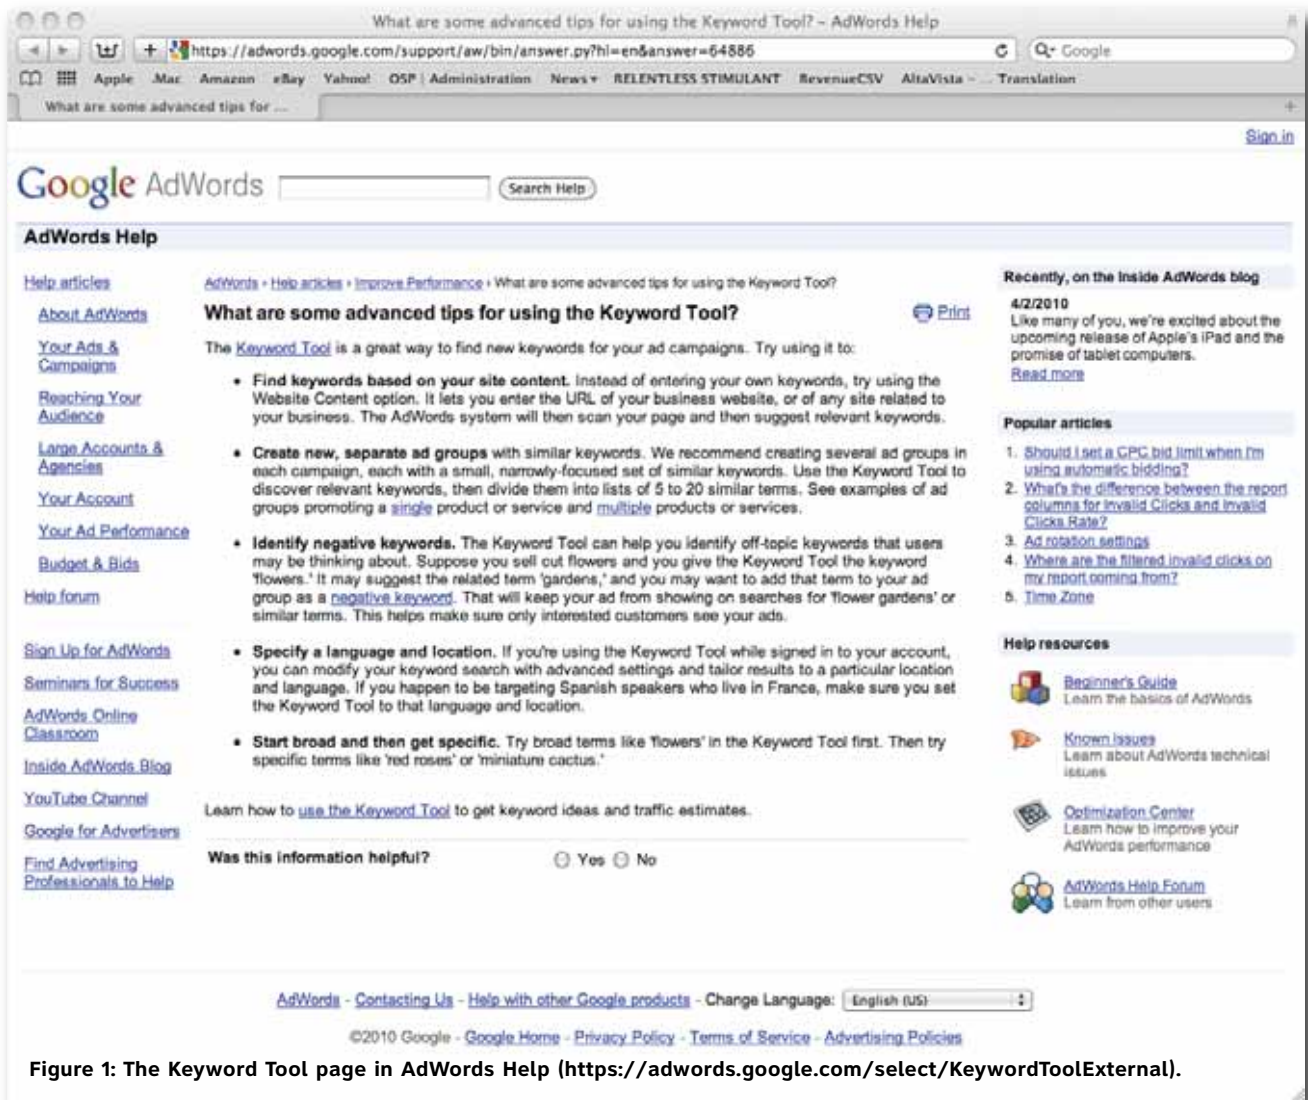 What are some advanced tips for using the Keyword Tool? – AdWords Help
https://adwords.google.com/support/aw/bin/answer.py?hl=en&answer=64886
Google
Apple Mac Amazon eBay Yahoo! OSP | Administration News RELENTLESS STIMULANT RevenueCSV AltaVista – ... Translation
What are some advanced tips for ...
Sign in
Google AdWords
Search Help
AdWords Help
Help articles
About AdWords
Your Ads &
Campaigns
Reaching Your
Audience
Large Accounts &
Agencies
Your Account
Your Ad Performance
Budget & Bids
Help forum
Sign Up for AdWords
Seminars for Success
AdWords Online
Classroom
Inside AdWords Blog
YouTube Channel
Google for Advertisers
Find Advertising
Professionals to Help
AdWords › Help articles › Improve Performance › What are some advanced tips for using the Keyword Tool?
What are some advanced tips for using the Keyword Tool?
Print
The Keyword Tool is a great way to find new keywords for your ad campaigns. Try using it to:
• Find keywords based on your site content. Instead of entering your own keywords, try using the
Website Content option. It lets you enter the URL of your business website, or of any site related to
your business. The AdWords system will then scan your page and then suggest relevant keywords.
• Create new, separate ad groups with similar keywords. We recommend creating several ad groups in
each campaign, each with a small, narrowly-focused set of similar keywords. Use the Keyword Tool to
discover relevant keywords, then divide them into lists of 5 to 20 similar terms. See examples of ad
groups promoting a single product or service and multiple products or services.
• Identify negative keywords. The Keyword Tool can help you identify off-topic keywords that users
may be thinking about. Suppose you sell cut flowers and you give the Keyword Tool the keyword
'flowers.' It may suggest the related term 'gardens,' and you may want to add that term to your ad
group as a negative keyword. That will keep your ad from showing on searches for 'flower gardens' or
similar terms. This helps make sure only interested customers see your ads.
• Specify a language and location. If you're using the Keyword Tool while signed in to your account,
you can modify your keyword search with advanced settings and tailor results to a particular location
and language. If you happen to be targeting Spanish speakers who live in France, make sure you set
the Keyword Tool to that language and location.
• Start broad and then get specific. Try broad terms like 'flowers' in the Keyword Tool first. Then try
specific terms like 'red roses' or 'miniature cactus.'
Learn how to use the Keyword Tool to get keyword ideas and traffic estimates.
Was this information helpful? Yes No
Recently, on the Inside AdWords blog
4/2/2010
Like many of you, we're excited about the
upcoming release of Apple's iPad and the
promise of tablet computers.
Read more
Popular articles
1. Should I set a CPC bid limit when I'm
using automatic bidding?
2. What's the difference between the report
columns for Invalid Clicks and Invalid
Clicks Rate?
3. Ad rotation settings
4. Where are the filtered invalid clicks on
my report coming from?
5. Time Zone
Help resources
Beginner's Guide
Learn the basics of AdWords
Known Issues
Learn about AdWords technical
issues
Optimization Center
Learn how to improve your
AdWords performance
AdWords Help Forum
Learn from other users
AdWords - Contacting Us - Help with other Google products - Change Language: English (US)
©2010 Google - Google Home - Privacy Policy - Terms of Service - Advertising Policies
Figure 1: The Keyword Tool page in AdWords Help (https://adwords.google.com/select/KeywordToolExternal).